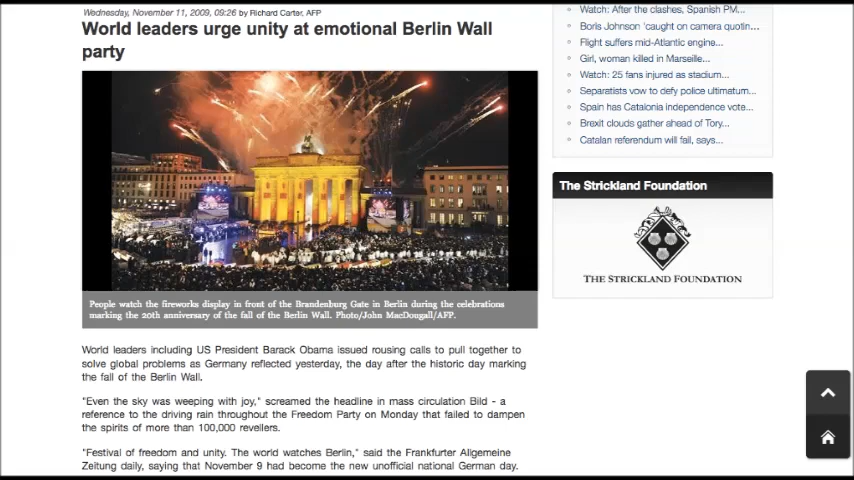 Wednesday, November 11, 2009, 09:26 by Richard Carter, AFP
World leaders urge unity at emotional Berlin Wall
party
People watch the fireworks display in front of the Brandenburg Gate in Berlin during the celebrations
marking the 20th anniversary of the fall of the Berlin Wall. Photo/John MacDougall/AFP.
World leaders including US President Barack Obama issued rousing calls to pull together to
solve global problems as Germany reflected yesterday, the day after the historic day marking
the fall of the Berlin Wall.
"Even the sky was weeping with joy," screamed the headline in mass circulation Bild - a
reference to the driving rain throughout the Freedom Party on Monday that failed to dampen
the spirits of more than 100,000 revellers.
"Festival of freedom and unity. The world watches Berlin," said the Frankfurter Allgemeine
Zeitung daily, saying that November 9 had become the new unofficial national German day.
Watch: After the clashes, Spanish PM...
Boris Johnson 'caught on camera quotin...
Flight suffers mid-Atlantic engine...
Girl, woman killed in Marseille...
Watch: 25 fans injured as stadium...
Separatists vow to defy police ultimatum...
Spain has Catalonia independence vote...
Brexit clouds gather ahead of Tory...
Catalan referendum will fail, says...
The Strickland Foundation
THE STRICKLAND FOUNDATION